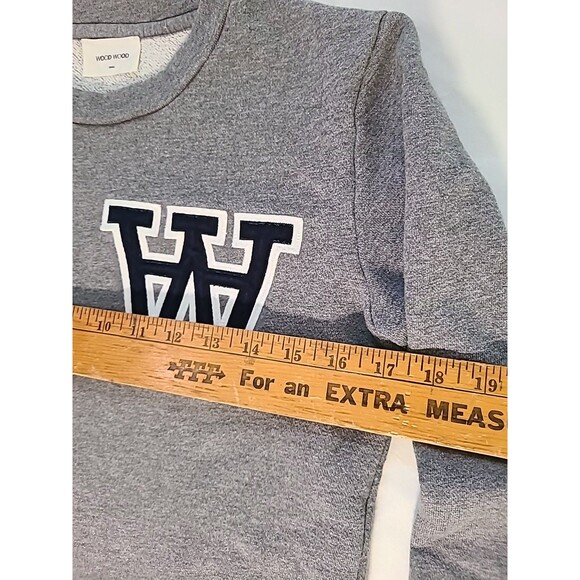 WOOD WOOD
W
10 11 12 13 14 15 16 17 18 19
For an EXTRA MEAS